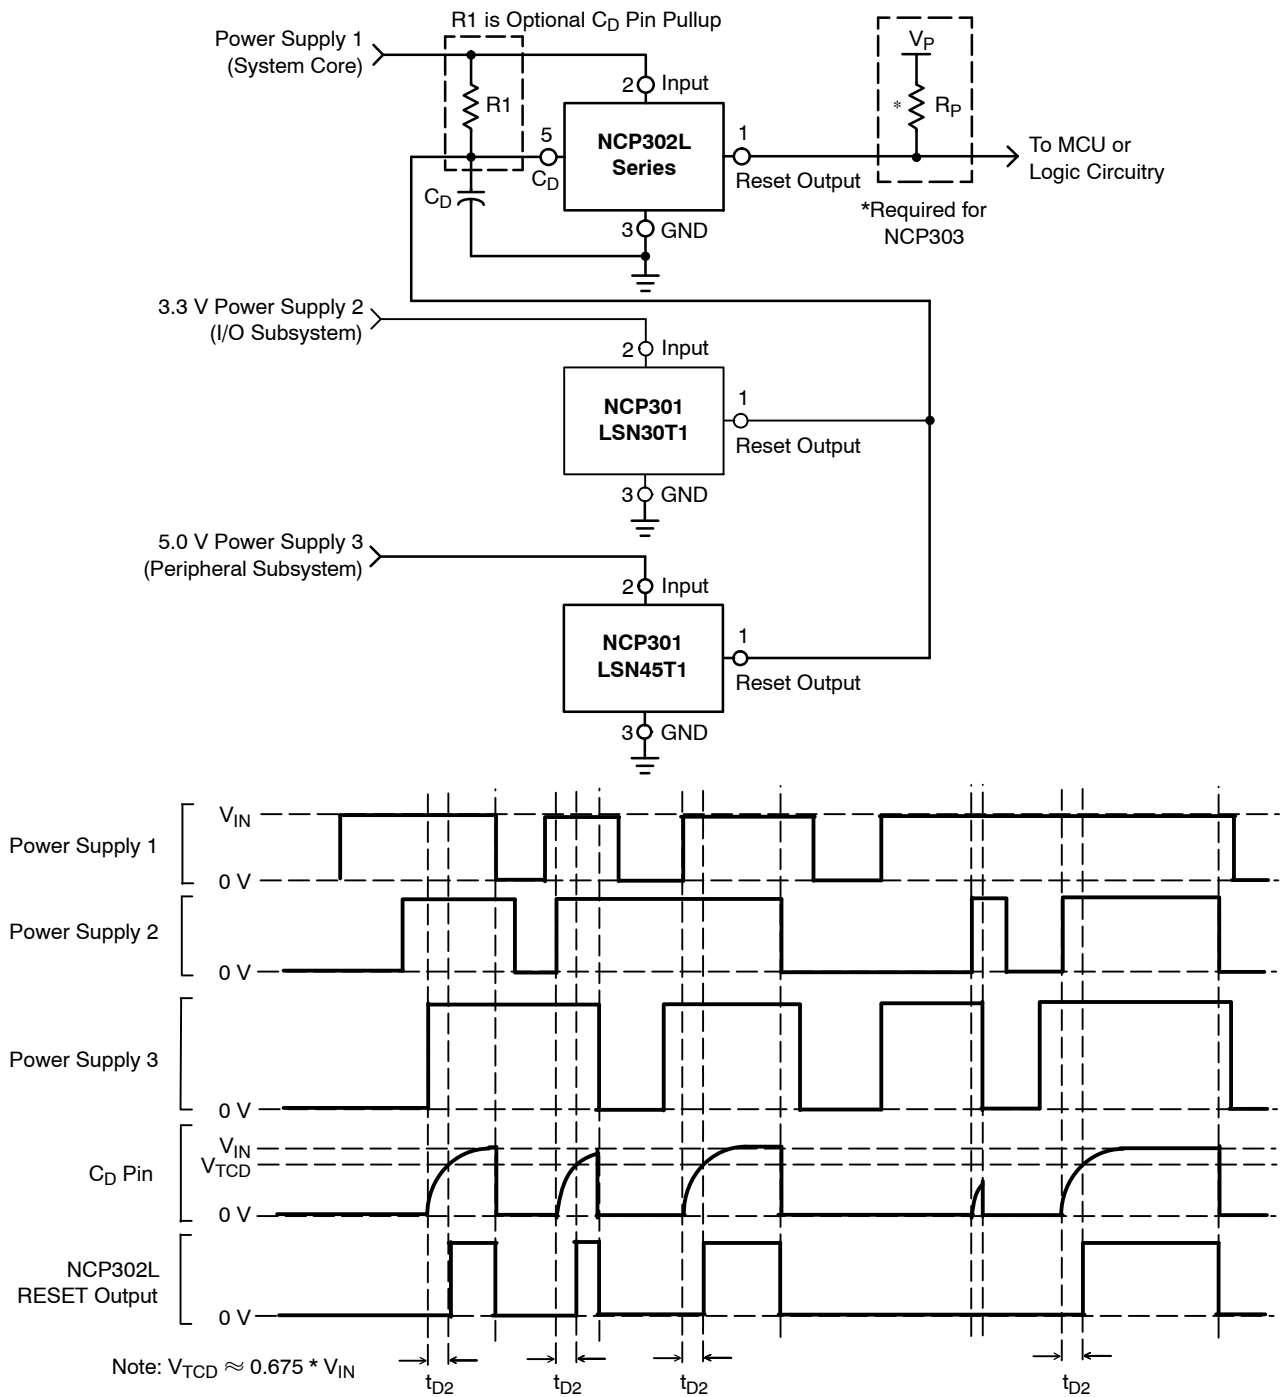 R1 is Optional CD Pin Pullup
Power Supply 1
(System Core)
VP
2
Input
R1
*
RP
5
NCP302L
Series
1
To MCU or
Logic Circuitry
CD
Reset Output
CD
*Required for
NCP303
3
GND
3.3 V Power Supply 2
(I/O Subsystem)
2
Input
NCP301
LSN30T1
1
Reset Output
3
GND
5.0 V Power Supply 3
(Peripheral Subsystem)
2
Input
NCP301
LSN45T1
1
Reset Output
3
GND
VIN
Power Supply 1
0 V
Power Supply 2
0 V
Power Supply 3
0 V
VIN
VTCD
CD Pin
0 V
NCP302L
RESET Output
0 V
Note: VTCD ≈ 0.675 * VIN
tD2
tD2
tD2
tD2